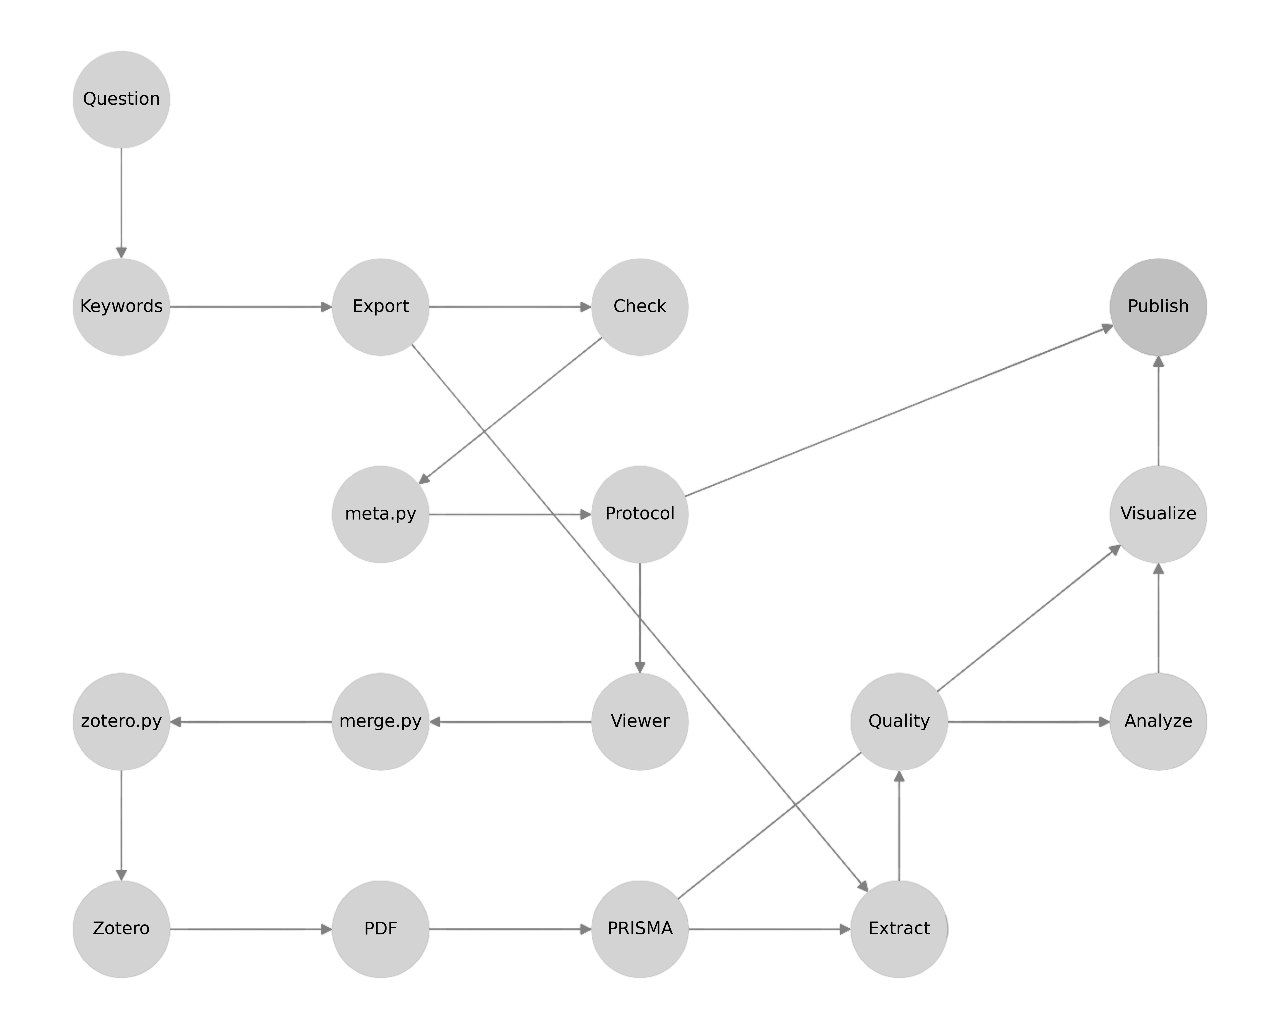 Question
Keywords
Export
Check
Publish
meta.py
Protocol
Visualize
zotero.py
merge.py
Viewer
Quality
Analyze
Zotero
PDF
PRISMA
Extract